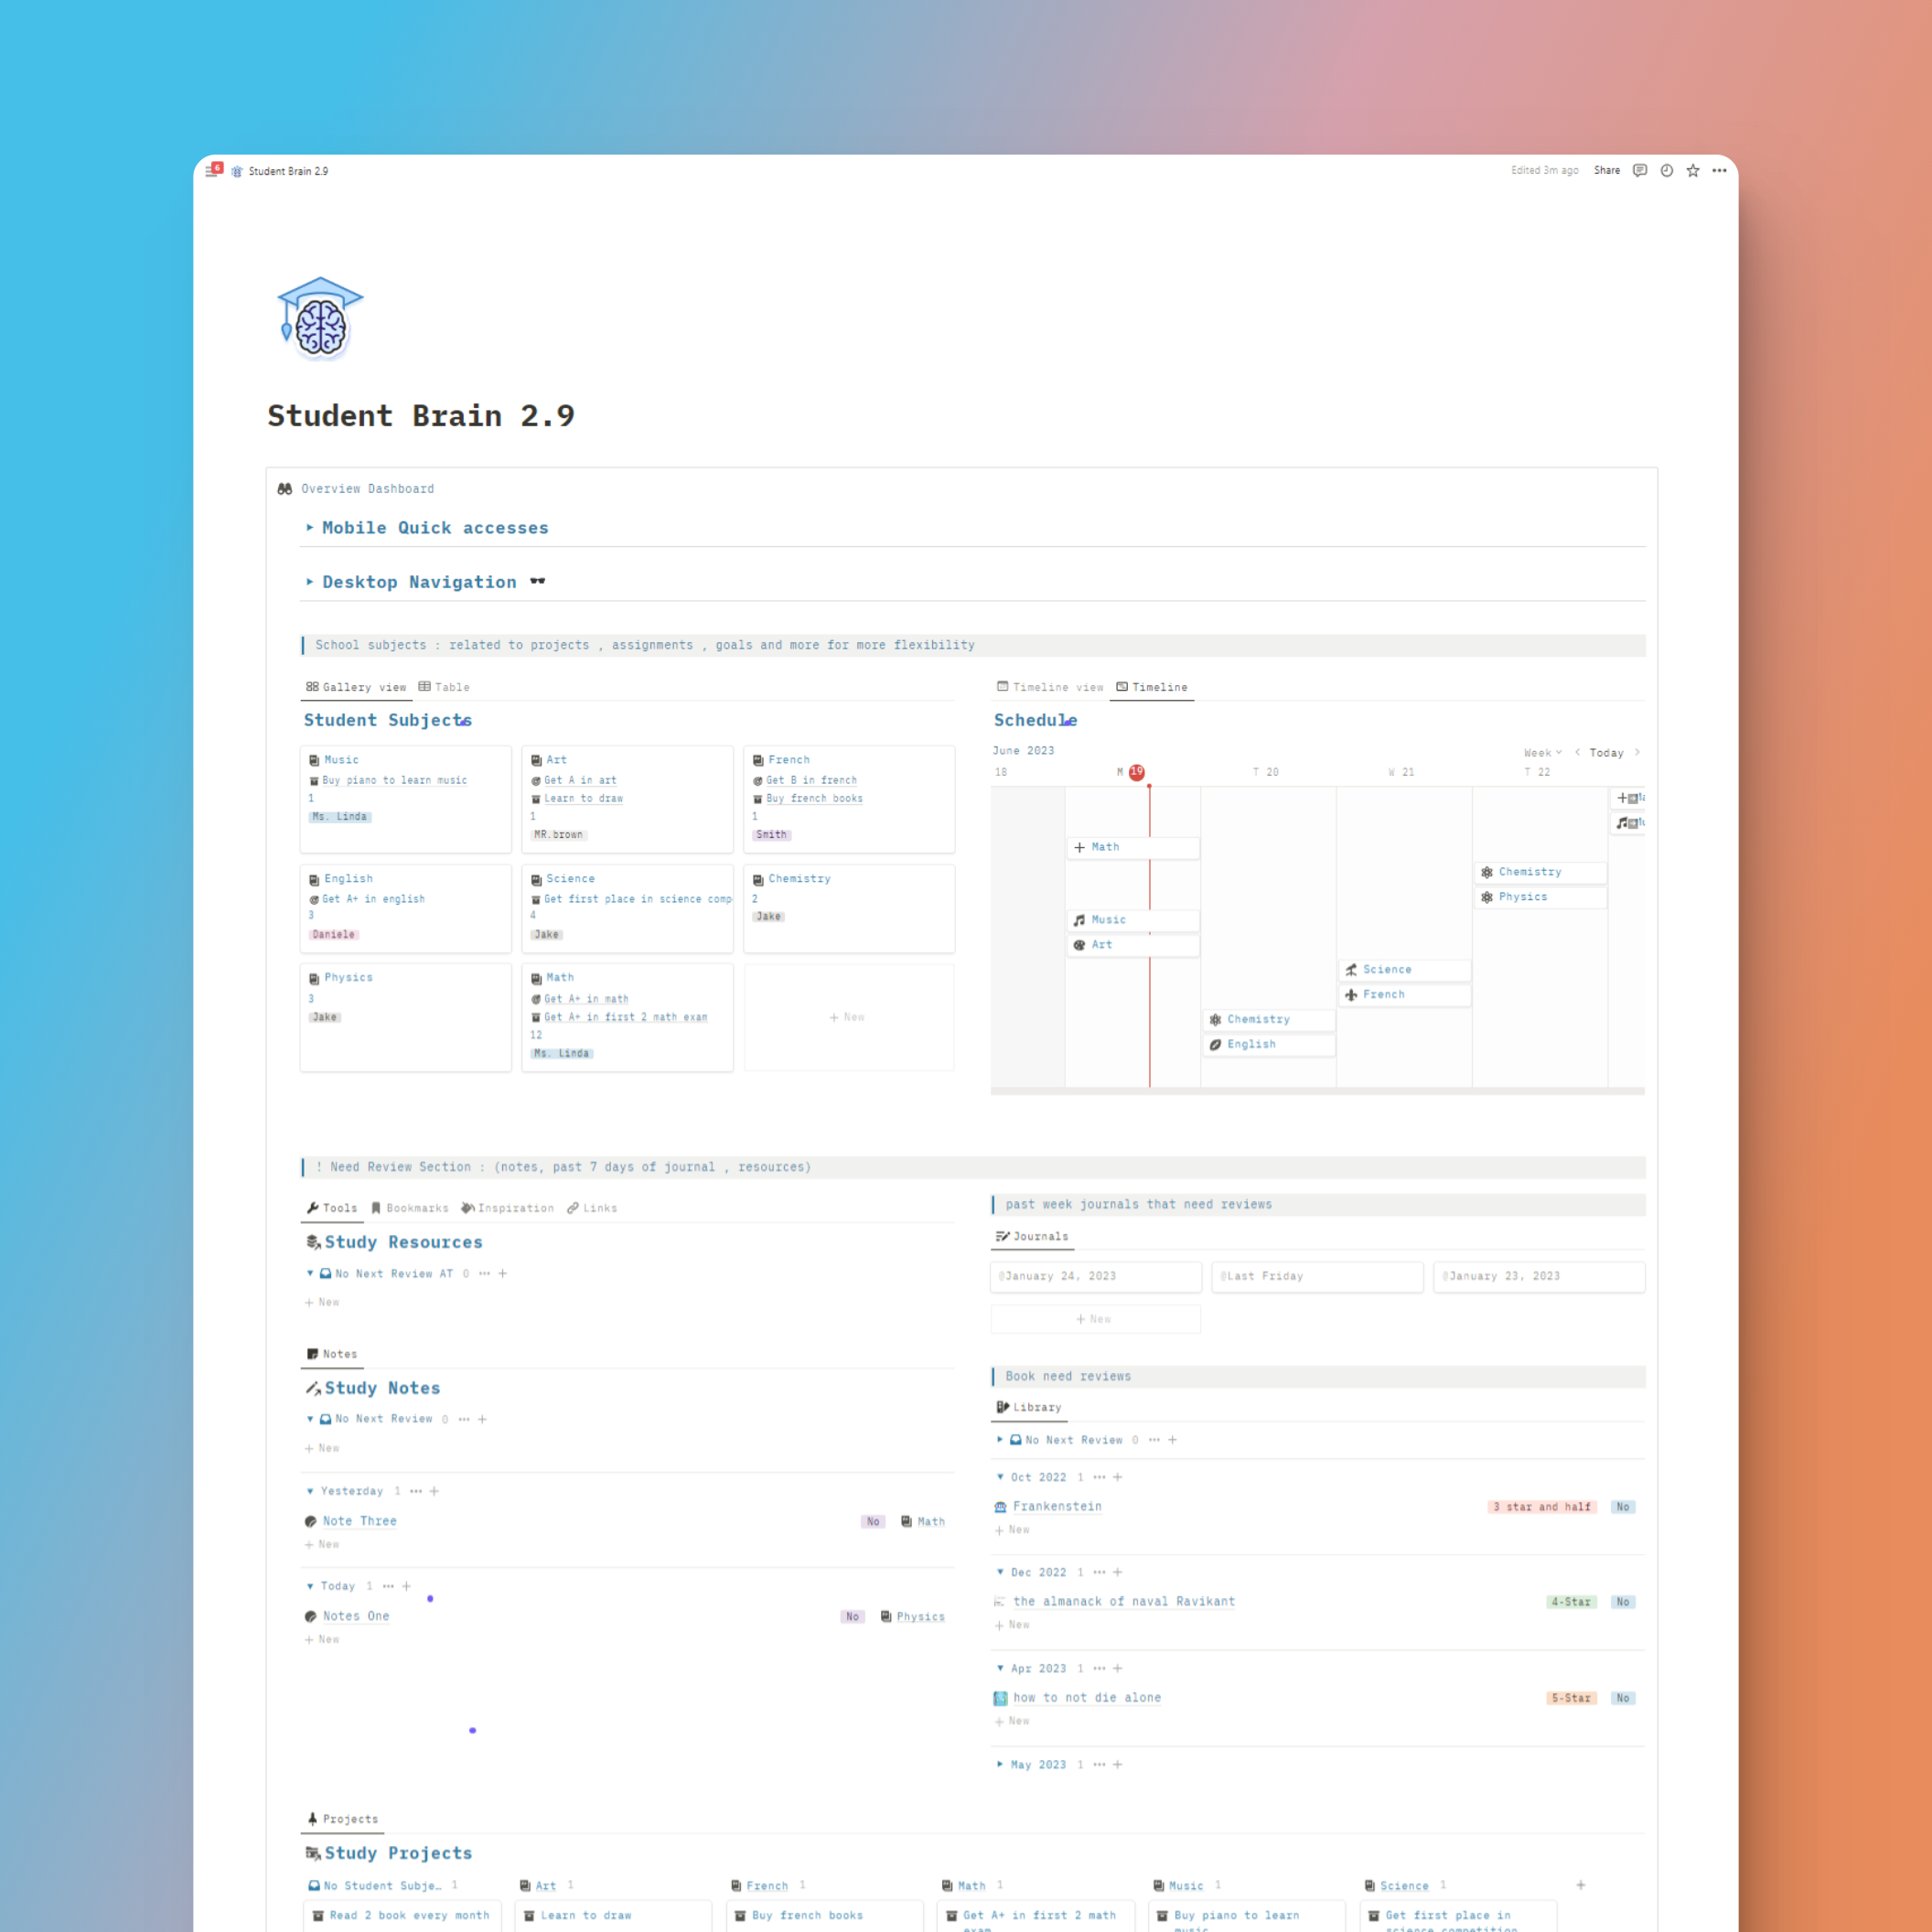 6
Student Brain 2.9
Edited 3m ago Share
Student Brain 2.9
Overview Dashboard
Mobile Quick accesses
Desktop Navigation
School subjects : related to projects , assignments , goals and more for more flexibility
Gallery view Table
Student Subjects
Music
Buy piano to learn music
1
Ms. Linda
Art
Get A in art
Learn to draw
1
MR.brown
French
Get B in french
Buy french books
1
Smith
English
Get A+ in english
3
Daniele
Science
Get first place in science comp
4
Jake
Chemistry
2
Jake
Physics
3
Jake
Math
Get A+ in math
Get A+ in first 2 math exam
12
Ms. Linda
+ New
Timeline view Timeline
Schedule
June 2023 Week Today
18 M 19 T 20 W 21 T 22
Math
Chemistry
Physics
Music
Art
Science
French
Chemistry
English
! Need Review Section : (notes, past 7 days of journal , resources)
Tools Bookmarks Inspiration Links
Study Resources
No Next Review AT 0 ••• +
+ New
Notes
Study Notes
No Next Review 0 ••• +
+ New
Yesterday 1 ••• +
Note Three No Math
+ New
Today 1 ••• +
Notes One No Physics
+ New
past week journals that need reviews
Journals
@January 24, 2023 @Last Friday @January 23, 2023
+ New
Book need reviews
Library
No Next Review 0 ••• +
Oct 2022 1 ••• +
Frankenstein 3 star and half No
+ New
Dec 2022 1 ••• +
the almanack of naval Ravikant 4-Star No
+ New
Apr 2023 1 ••• +
how to not die alone 5-Star No
+ New
May 2023 1 ••• +
Projects
Study Projects
No Student Subje… 1 Art 1 French 1 Math 1 Music 1 Science 1 +
Read 2 book every month
Learn to draw
Buy french books
Get A+ in first 2 math
exam
Buy piano to learn
music
Get first place in
science competition